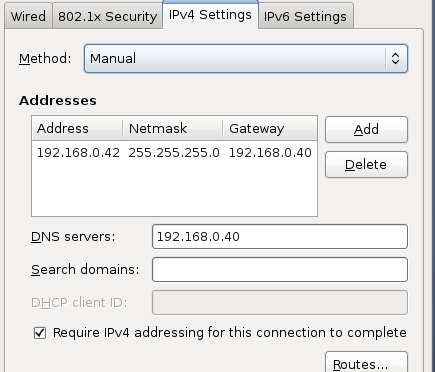 Wired 802.1x Security IPv4 Settings IPv6 Settings
Method: Manual
Addresses
Address Netmask Gateway
192.168.0.42 255.255.255.0 192.168.0.40
Add
Delete
DNS servers: 192.168.0.40
Search domains:
DHCP client ID:
Require IPv4 addressing for this connection to complete
Routes...